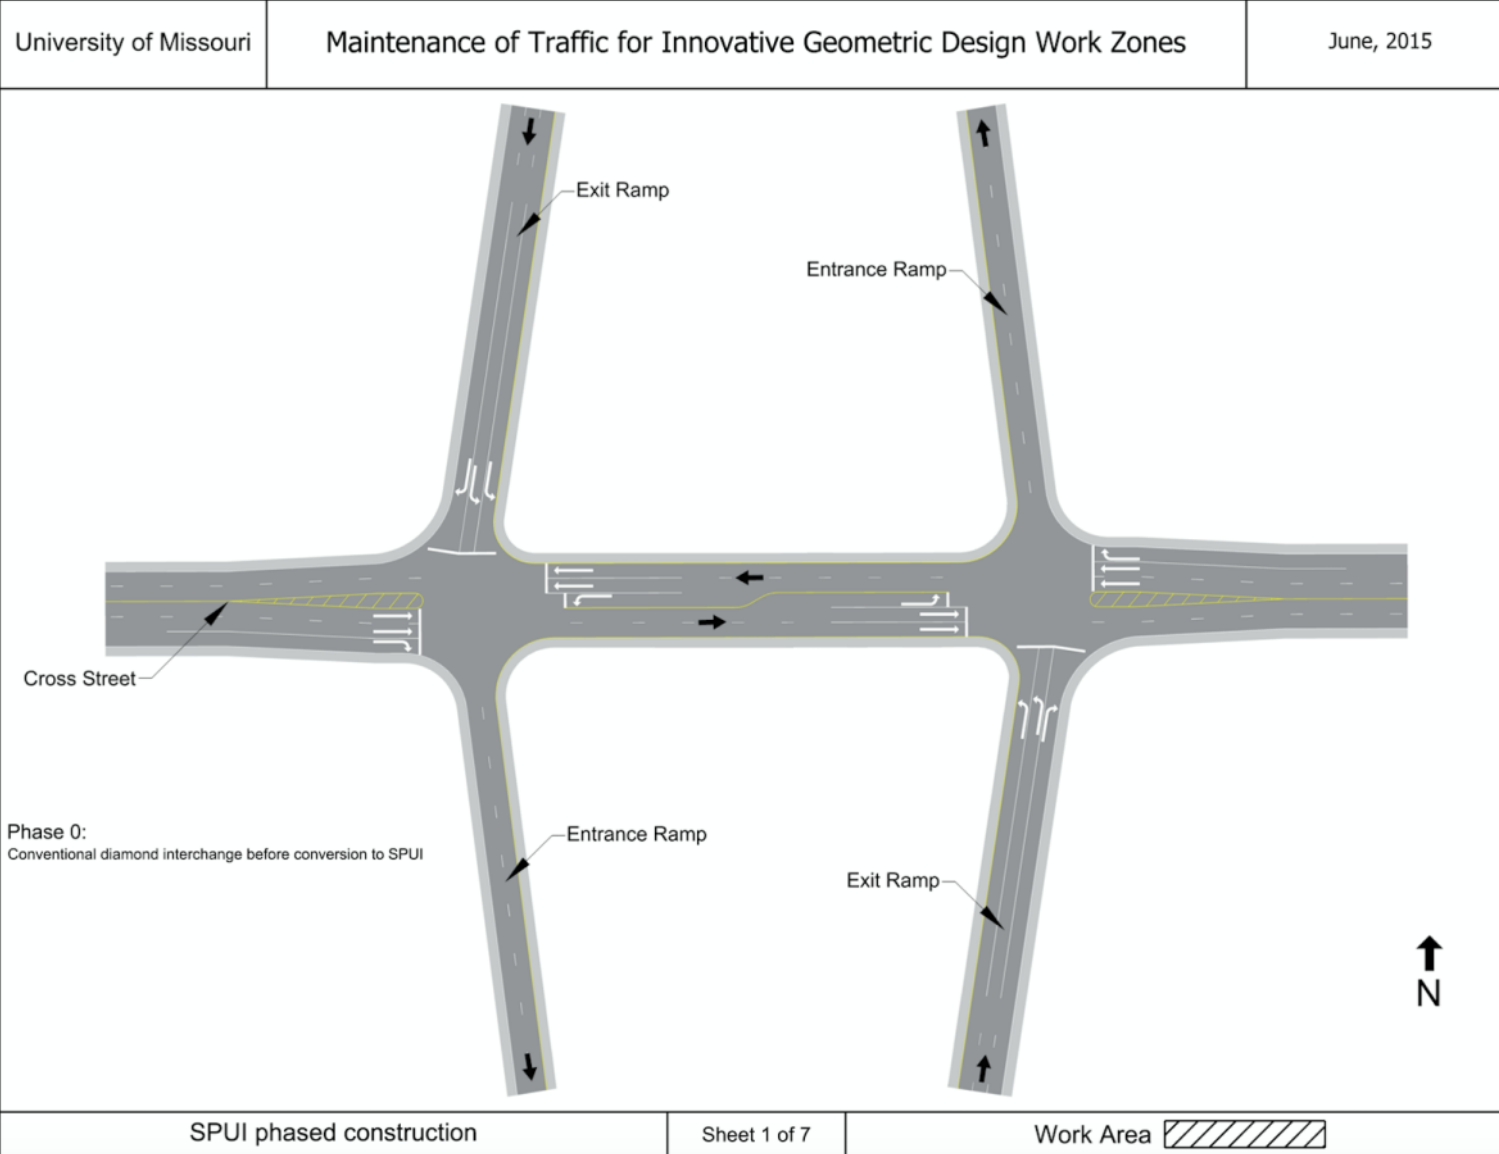 University of Missouri
Maintenance of Traffic for Innovative Geometric Design Work Zones
June, 2015
Exit Ramp
Entrance Ramp
Cross Street
Phase 0:
Conventional diamond interchange before conversion to SPUI
Entrance Ramp
Exit Ramp
N
SPUI phased construction
Sheet 1 of 7
Work Area